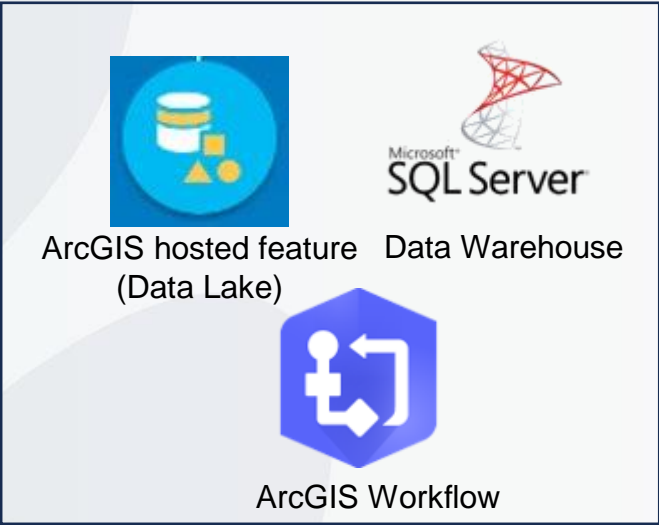 Microsoft
SQL Server
ArcGIS hosted feature
(Data Lake)
Data Warehouse
ArcGIS Workflow